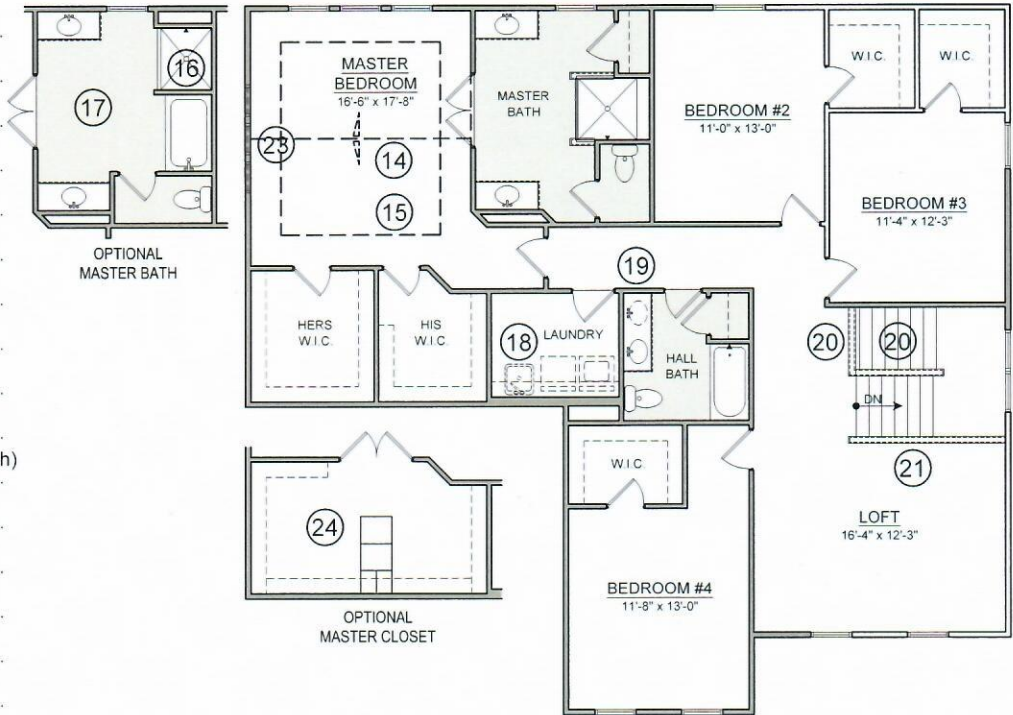 16
17
OPTIONAL
MASTER BATH
MASTER
BEDROOM
16'-6" x 17'-8"
23
14
15
MASTER
BATH
BEDROOM #2
11'-0" x 13'-0"
W.I.C.
W.I.C.
BEDROOM #3
11'-4" x 12'-3"
19
HERS
W.I.C.
HIS
W.I.C.
18
LAUNDRY
HALL
BATH
20
20
DN
21
LOFT
16'-4" x 12'-3"
h)
24
OPTIONAL
MASTER CLOSET
W.I.C.
BEDROOM #4
11'-8" x 13'-0"